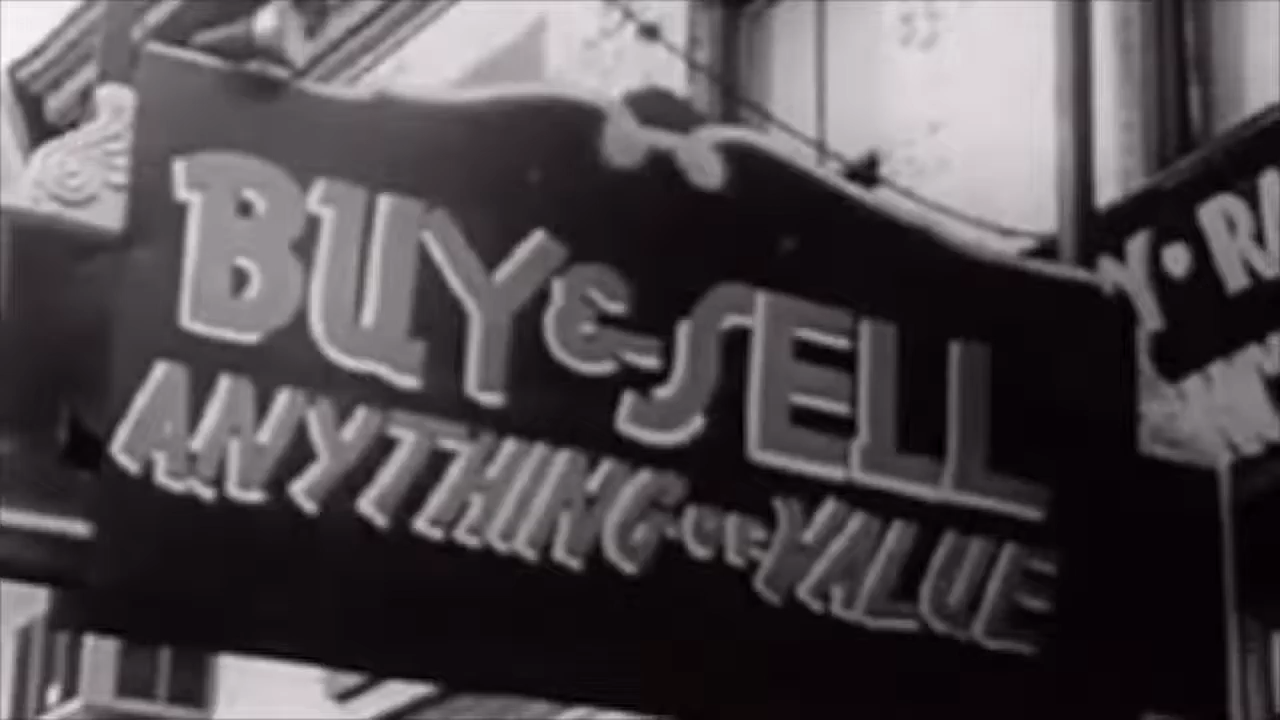 BUY & SELL
ANYTHING OF VALUE
Y • R